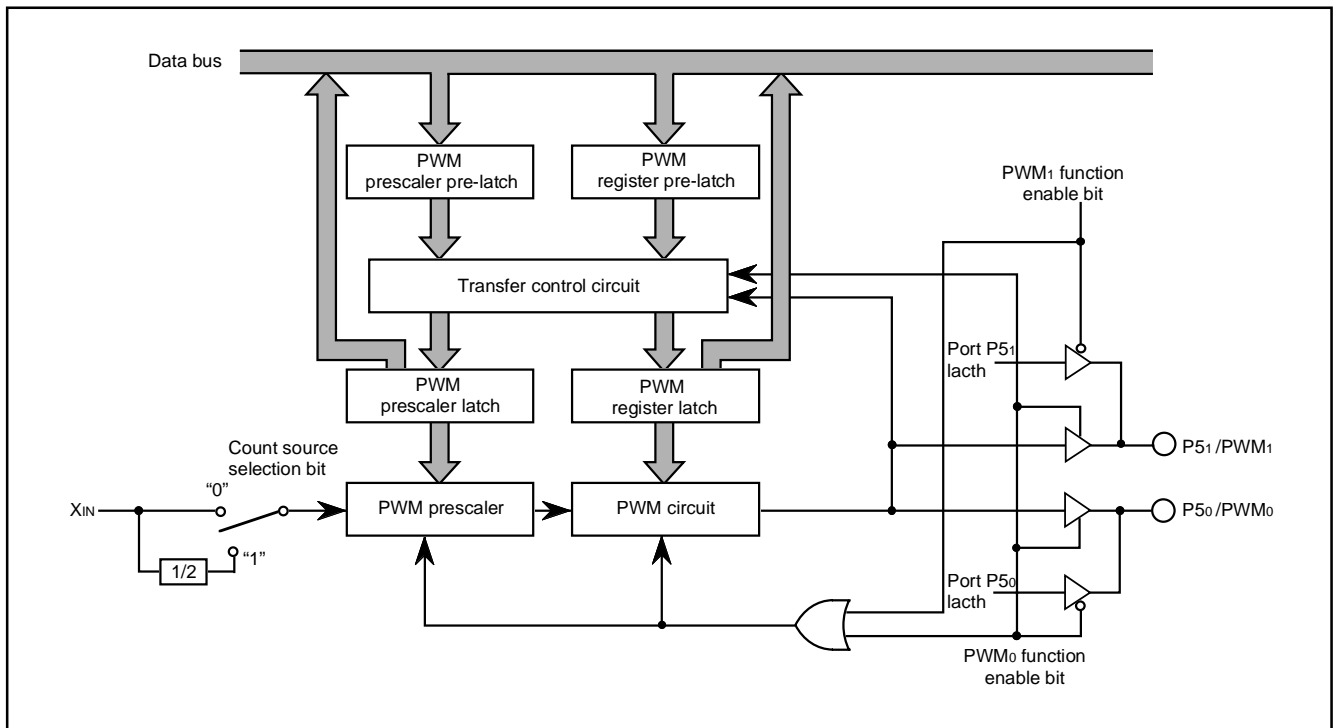 Data bus
PWM
prescaler pre-latch
PWM
register pre-latch
PWM1 function
enable bit
Transfer control circuit
Port P51
lacth
PWM
prescaler latch
PWM
register latch
Count source
selection bit
P51/PWM1
XIN
“0”
PWM prescaler
PWM circuit
P50/PWM0
“1”
1/2
Port P50
lacth
PWM0 function
enable bit